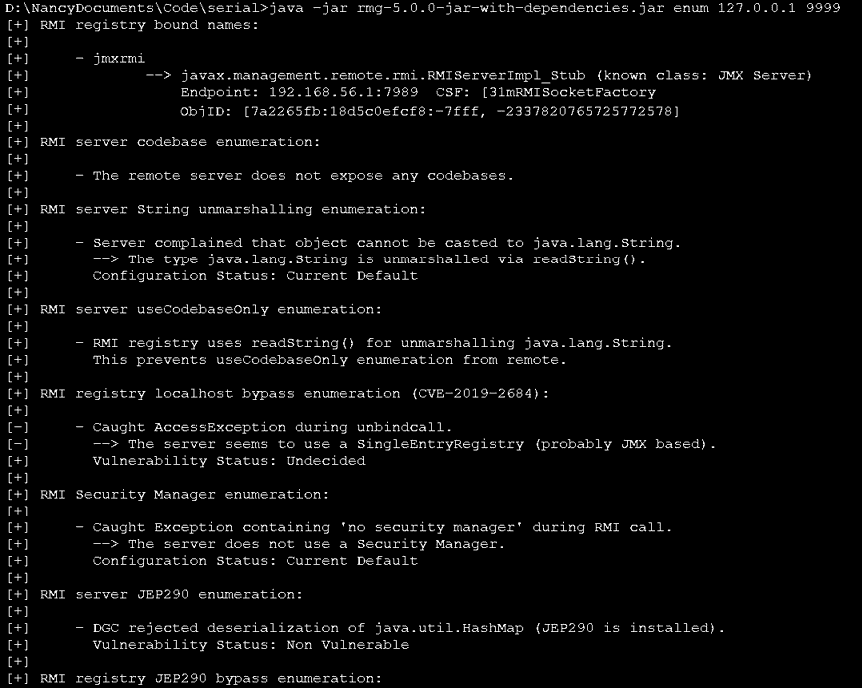 D:\NancyDocuments\Code\serial>java -jar rmg-5.0.0-jar-with-dependencies.jar enum 127.0.0.1 9999
[+] RMI registry bound names:
[+]
[+] - jmxrmi
[+] --> javax.management.remote.rmi.RMIServerImpl_Stub (known class: JMX Server)
[+] Endpoint: 192.168.56.1:7989 CSF: [31mRMISocketFactory
[+] ObjID: [7a2265fb:18d5c0efcf8:-7fff, -2337820765725772578]
[+]
[+] RMI server codebase enumeration:
[+]
[+] - The remote server does not expose any codebases.
[+]
[+] RMI server String unmarshalling enumeration:
[+]
[+] - Server complained that object cannot be casted to java.lang.String.
[+] --> The type java.lang.String is unmarshalled via readString().
[+] Configuration Status: Current Default
[+]
[+] RMI server useCodebaseOnly enumeration:
[+]
[+] - RMI registry uses readString() for unmarshalling java.lang.String.
[+] This prevents useCodebaseOnly enumeration from remote.
[+]
[+] RMI registry localhost bypass enumeration (CVE-2019-2684):
[+]
[-] - Caught AccessException during unbindcall.
[-] --> The server seems to use a SingleEntryRegistry (probably JMX based).
[+] Vulnerability Status: Undecided
[+]
[+] RMI Security Manager enumeration:
[+]
[+] - Caught Exception containing 'no security manager' during RMI call.
[+] --> The server does not use a Security Manager.
[+] Configuration Status: Current Default
[+]
[+] RMI server JEP290 enumeration:
[+]
[+] - DGC rejected deserialization of java.util.HashMap (JEP290 is installed).
[+] Vulnerability Status: Non Vulnerable
[+]
[+] RMI registry JEP290 bypass enumeration: